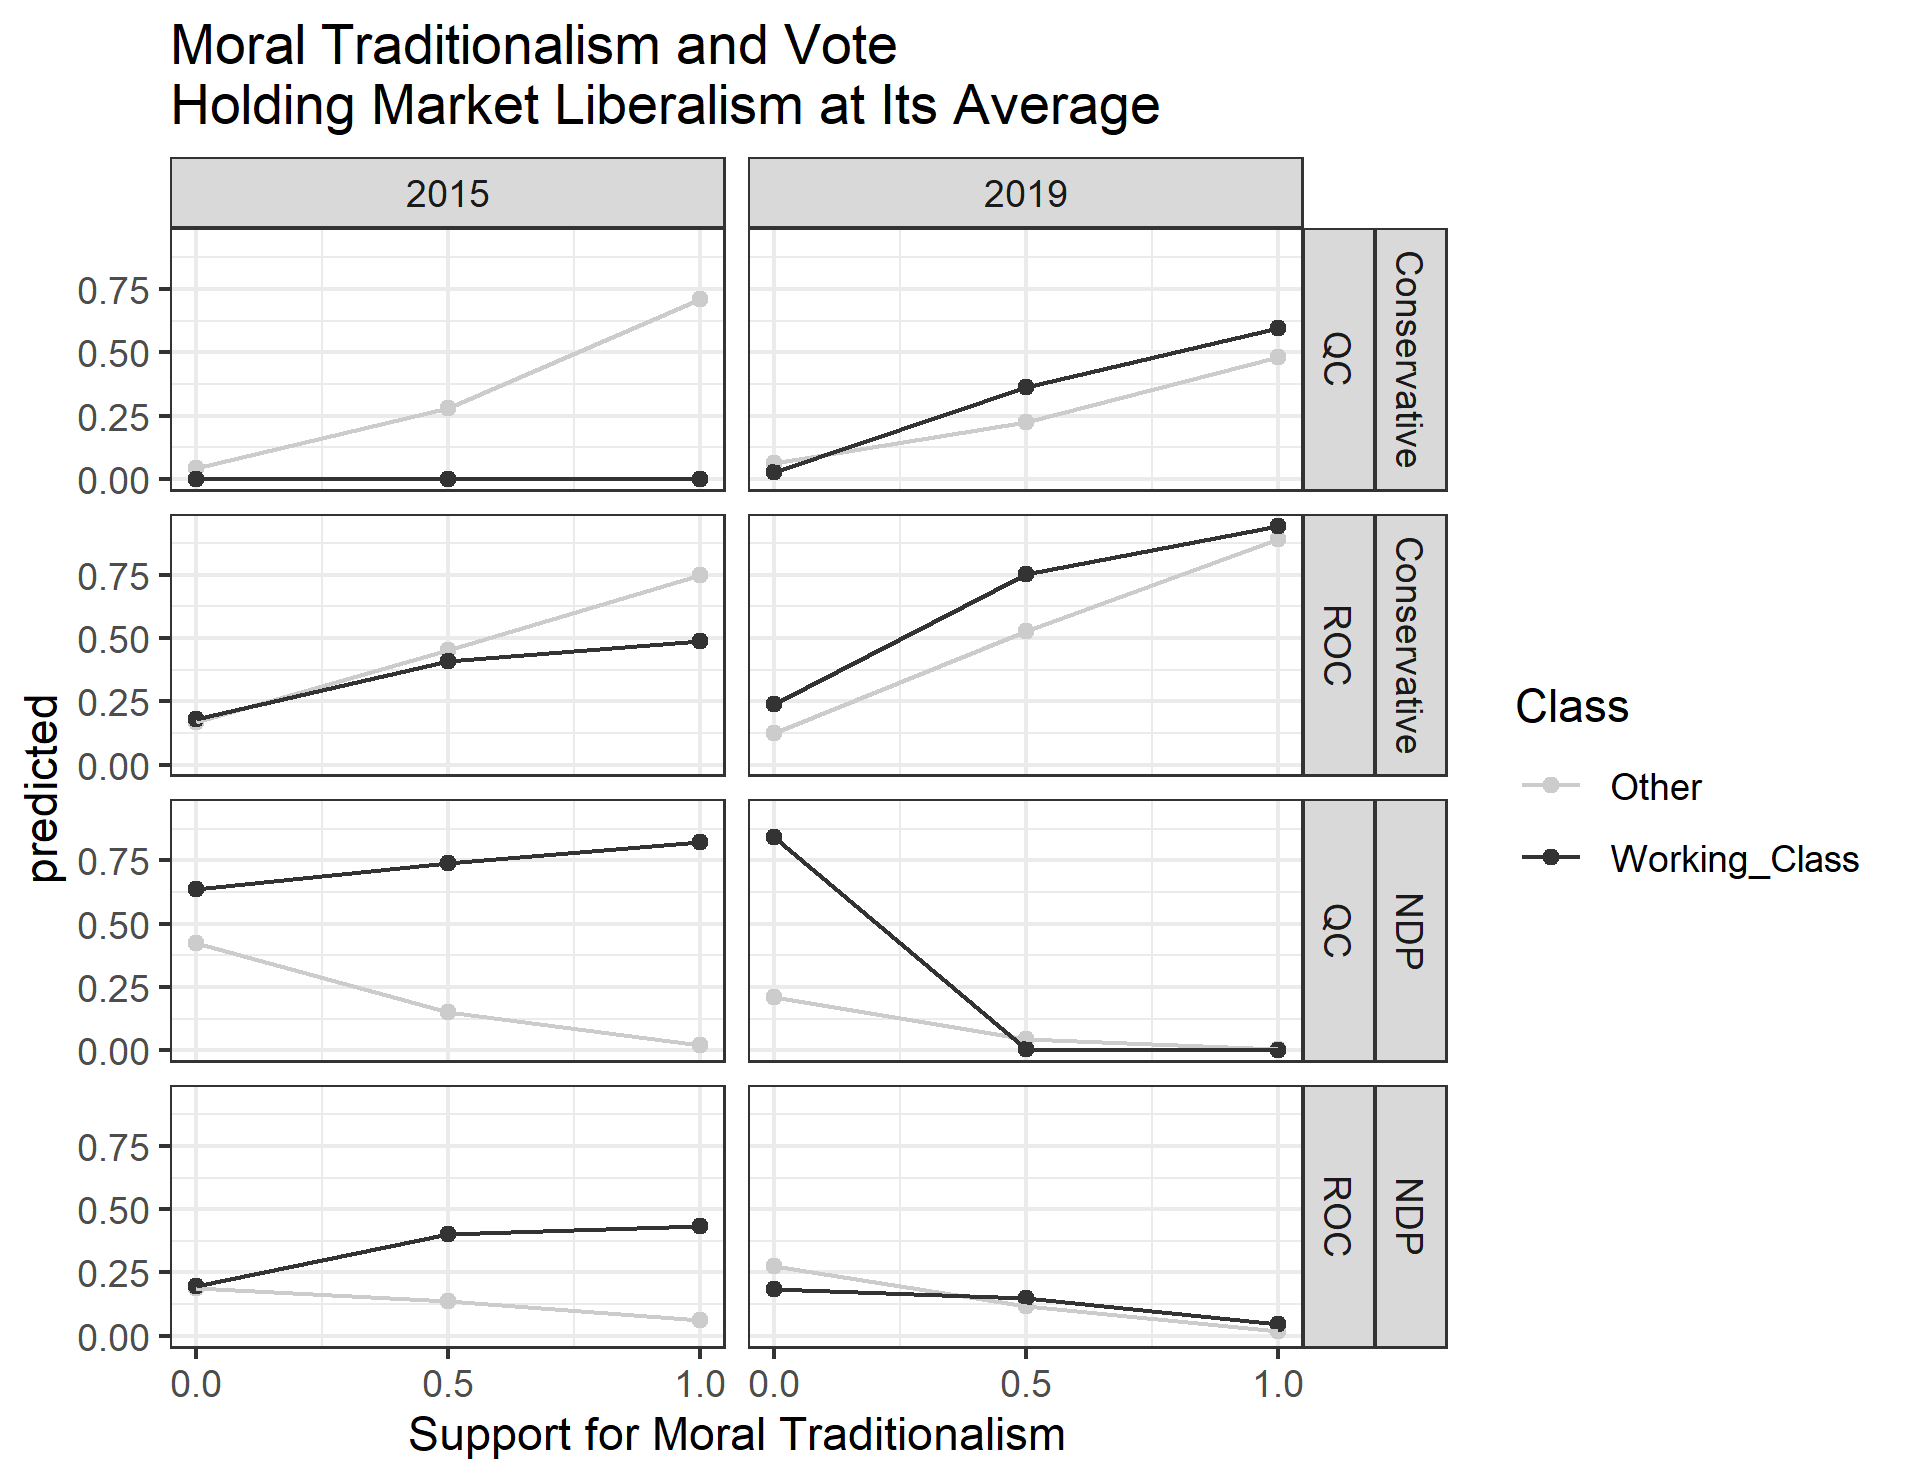 Moral Traditionalism and Vote
Holding Market Liberalism at Its Average
2015
2019
0.75
0.50
0.25
0.00
QC
Conservative
0.75
0.50
0.25
0.00
ROC
Conservative
0.75
0.50
0.25
0.00
QC
NDP
0.75
0.50
0.25
0.00
ROC
NDP
predicted
0.0 0.5 1.0 0.0 0.5 1.0
Support for Moral Traditionalism
Class
Other
Working_Class